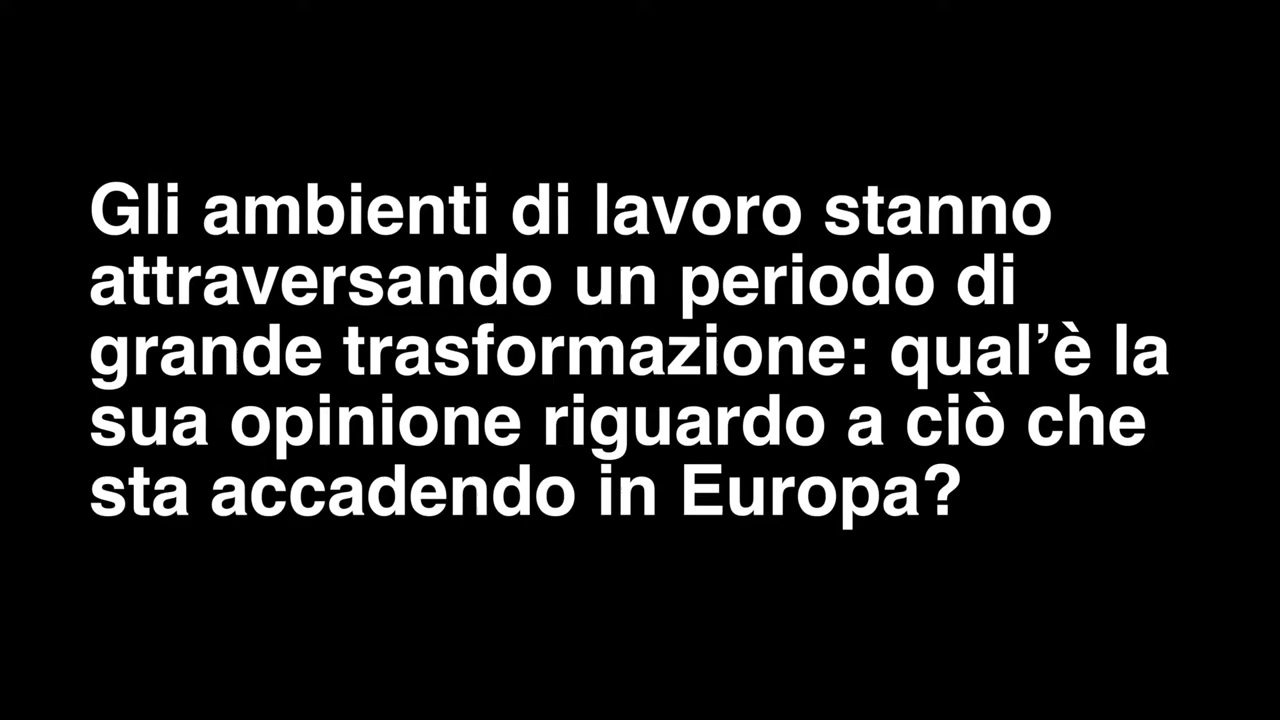 Gli ambienti di lavoro stanno
attraversando un periodo di
grande trasformazione: qual’è la
sua opinione riguardo a ciò che
sta accadendo in Europa?